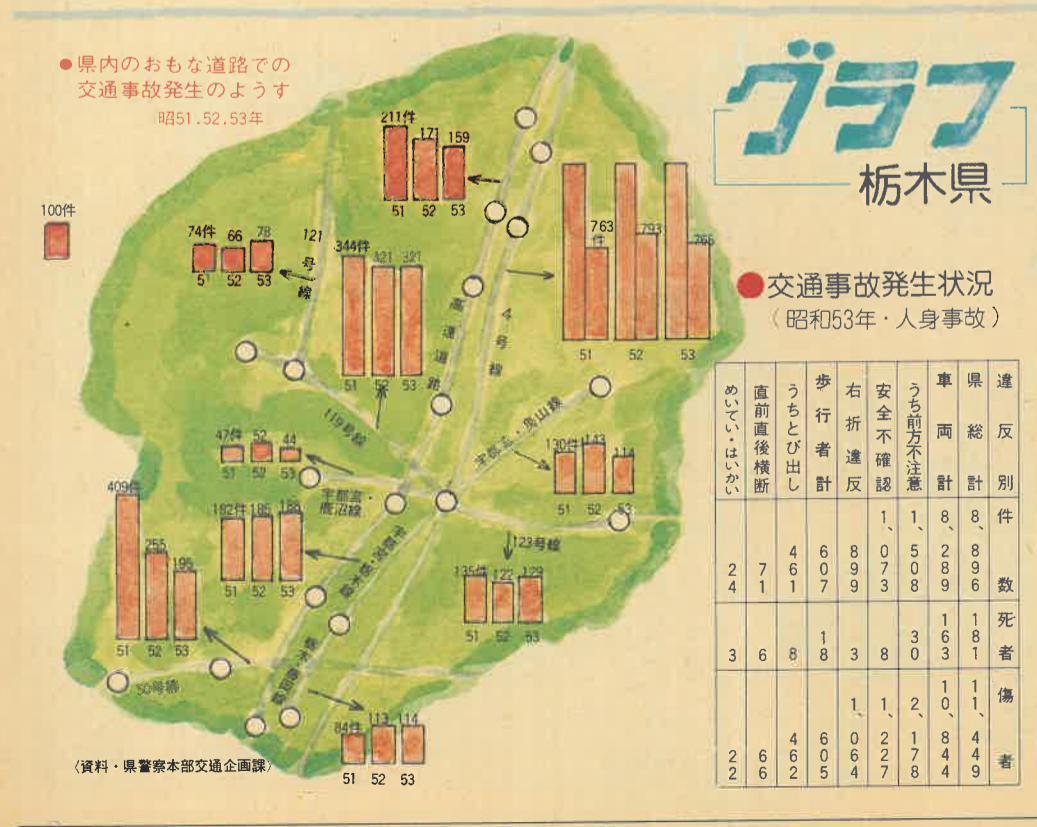 グラフ
栃木県
●県内のおもな道路での
交通事故発生のようす
昭51.52.53年
100件
211件 171 159
51 52 53
74件 66 78
51 52 53
121号線
344件 321 321
51 52 53
763件 793 765
51 52 53
高速道路
4号線
119号線
47件 52 44
51 52 53
宇都宮・鹿沼線
130件 143 114
51 52 53
409件 255 195
51 52 53
182件 185 188
51 52 53
宇都宮栃木線
123号線
135件 122 129
51 52 53
50号線
84件 113 114
51 52 53
〈資料・県警察本部交通企画課〉
●交通事故発生状況
(昭和53年・人身事故)
違反別 件数 死者 傷者
県総計 8、896 181 11、449
車両計 8、289 163 10、844
うち前方不注意 1、508 30 2、178
安全不確認 1、073 8 1、227
右折違反 899 3 1、064
歩行者計 607 18 605
うちとび出し 461 8 462
直前直後横断 71 6 66
めいてい・はいかい 24 3 22